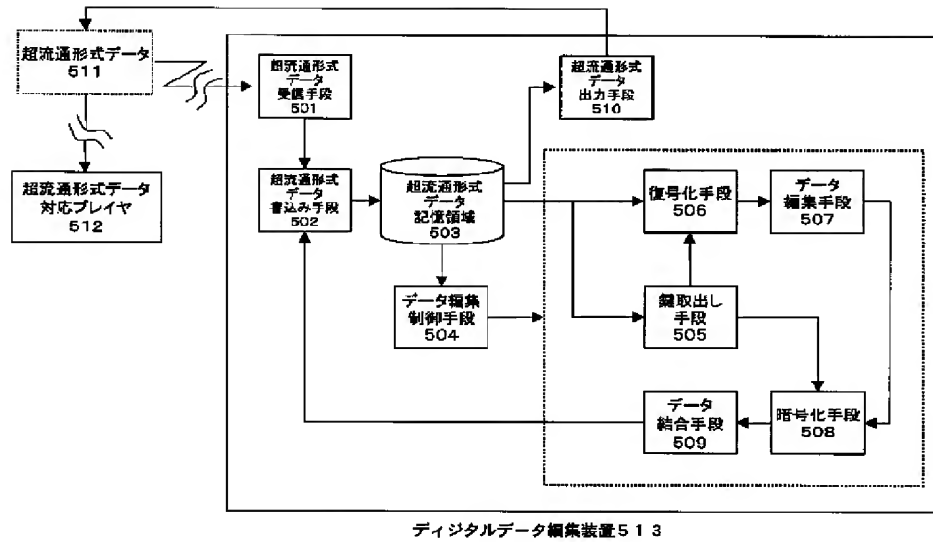 超流通形式データ
511
超流通形式データ
対応プレイヤ
512
超流通形式
データ
受信手段
501
超流通形式
データ
書込み手段
502
超流通形式
データ
記憶領域
503
データ編集
制御手段
504
超流通形式
データ
出力手段
510
復号化手段
506
データ
編集手段
507
鍵取出し
手段
505
データ
結合手段
509
暗号化手段
508
ディジタルデータ編集装置513